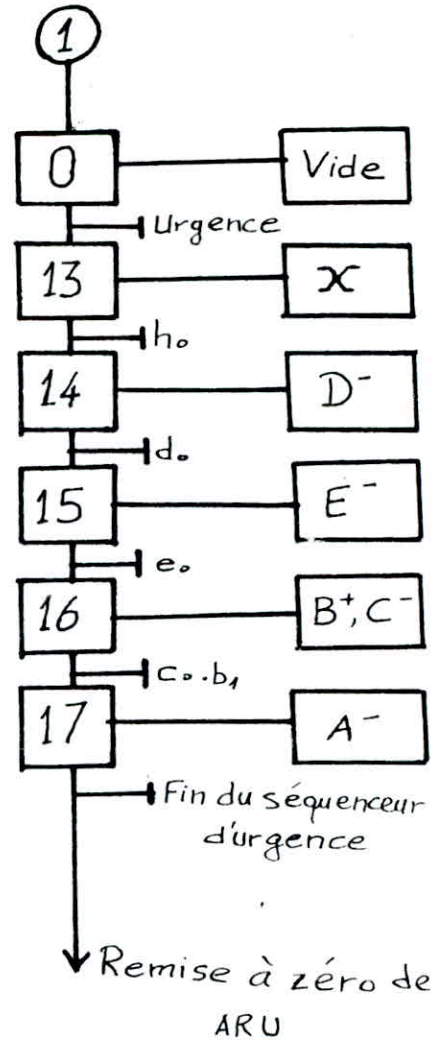 1
0 Vide
Urgence
13 x
h₀
14 D⁻
d₀
15 E⁻
e₀
16 B⁺, C⁻
c₀.b₁
17 A⁻
Fin du séquenceur
d'urgence
Remise à zéro de
ARU